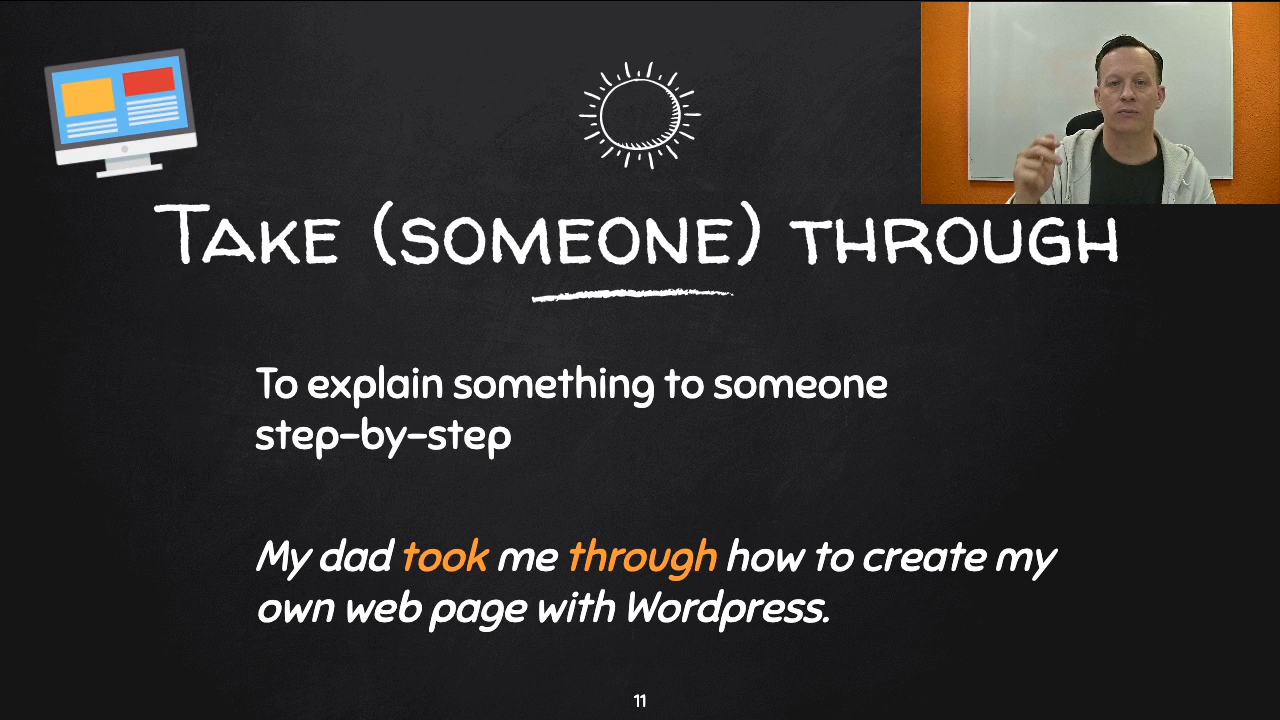 Take (someone) through
To explain something to someone
step-by-step
My dad took me through how to create my
own web page with Wordpress.
11